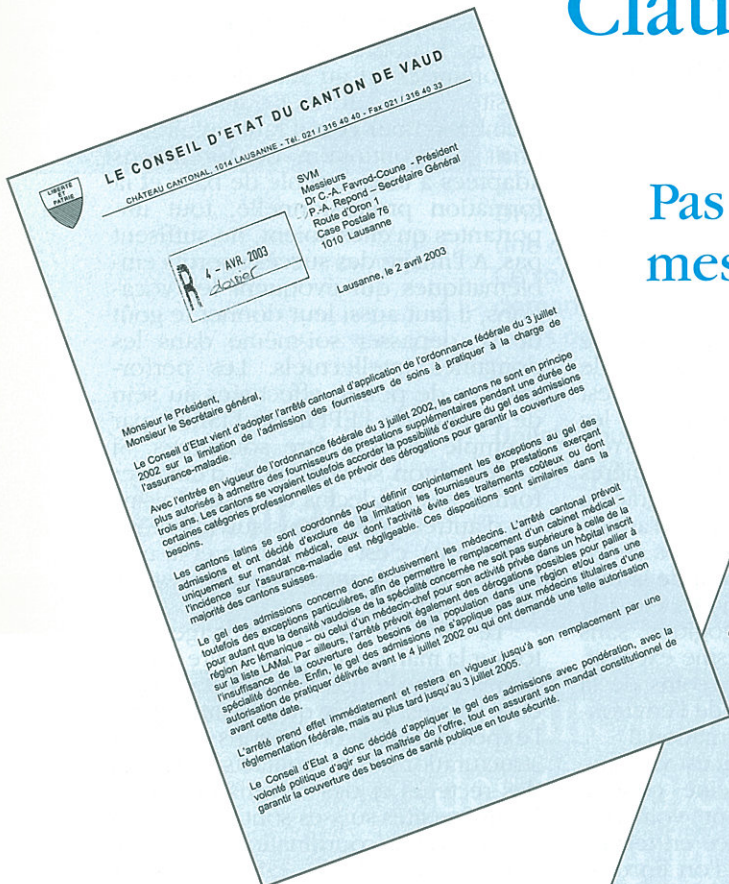 Clau
Pas
mes
LE CONSEIL D'ETAT DU CANTON DE VAUD
CHÂTEAU CANTONAL, 1014 LAUSANNE - Tél. 021 / 316 40 40 - Fax 021 / 316 40 33
LIBERTÉ
ET
PATRIE
SVM
Messieurs
Dr C.-A. Favrod-Coune - Président
P.-A. Repond – Secrétaire Général
Route d'Oron 1
Case Postale 76
1010 Lausanne
R 4 - AVR. 2003
dossier
Lausanne, le 2 avril 2003
Monsieur le Président,
Monsieur le Secrétaire général,
Le Conseil d'Etat vient d'adopter l'arrêté cantonal d'application de l'ordonnance fédérale du 3 juillet
2002 sur la limitation de l'admission des fournisseurs de soins à pratiquer à la charge de
l'assurance-maladie.
Avec l'entrée en vigueur de l'ordonnance fédérale du 3 juillet 2002, les cantons ne sont en principe
plus autorisés à admettre des fournisseurs de prestations supplémentaires pendant une durée de
trois ans. Les cantons se voyaient toutefois accorder la possibilité d'exclure du gel des admissions
certaines catégories professionnelles et de prévoir des dérogations pour garantir la couverture des
besoins.
Les cantons latins se sont coordonnés pour définir conjointement les exceptions au gel des
admissions et ont décidé d'exclure de la limitation les fournisseurs de prestations exerçant
uniquement sur mandat médical, ceux dont l'activité évite des traitements coûteux ou dont
l'incidence sur l'assurance-maladie est négligeable. Ces dispositions sont similaires dans la
majorité des cantons suisses.
Le gel des admissions concerne donc exclusivement les médecins. L'arrêté cantonal prévoit
toutefois des exceptions particulières, afin de permettre le remplacement d'un cabinet médical –
pour autant que la densité vaudoise de la spécialité concernée ne soit pas supérieure à celle de la
région Arc lémanique – ou celui d'un médecin-chef pour son activité privée dans un hôpital inscrit
sur la liste LAMal. Par ailleurs, l'arrêté prévoit également des dérogations possibles pour pallier à
l'insuffisance de la couverture des besoins de la population dans une région et/ou dans une
spécialité donnée. Enfin, le gel des admissions ne s'applique pas aux médecins titulaires d'une
autorisation de pratiquer délivrée avant le 4 juillet 2002 ou qui ont demandé une telle autorisation
avant cette date.
L'arrêté prend effet immédiatement et restera en vigueur jusqu'à son remplacement par une
réglementation fédérale, mais au plus tard jusqu'au 3 juillet 2005.
Le Conseil d'Etat a donc décidé d'appliquer le gel des admissions avec pondération, avec la
volonté politique d'agir sur la maîtrise de l'offre, tout en assurant son mandat constitutionnel de
garantir la couverture des besoins de santé publique en toute sécurité.